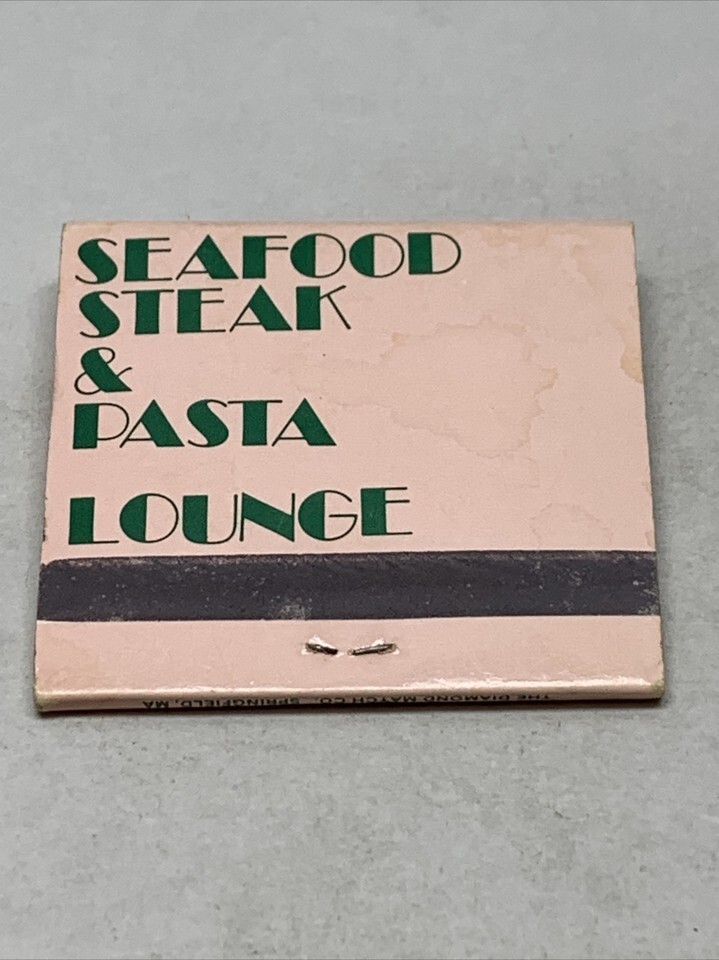 SEAFOOD
STEAK
&
PASTA
LOUNGE
THE DIAMOND MATCH CO. SPRINGFIELD, MA